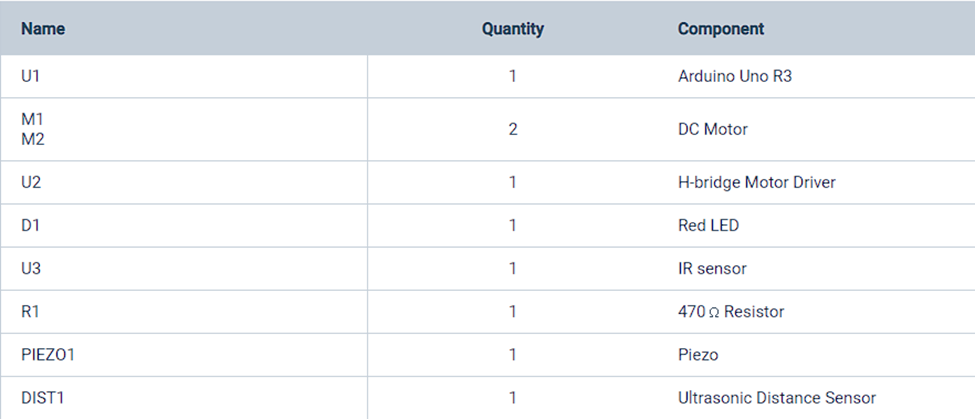 Name Quantity Component
U1 1 Arduino Uno R3
M1
M2 2 DC Motor
U2 1 H-bridge Motor Driver
D1 1 Red LED
U3 1 IR sensor
R1 1 470 Ω Resistor
PIEZO1 1 Piezo
DIST1 1 Ultrasonic Distance Sensor